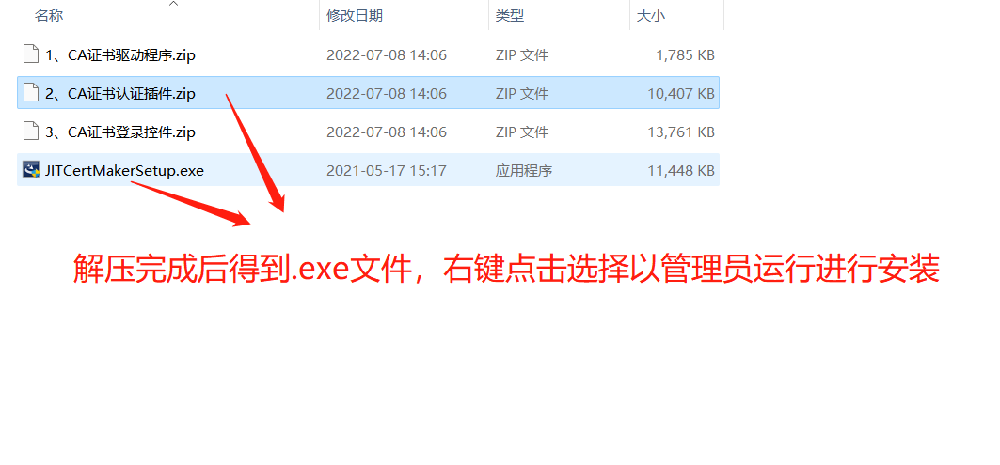 名称 修改日期 类型 大小
1、CA证书驱动程序.zip 2022-07-08 14:06 ZIP 文件 1,785 KB
2、CA证书认证插件.zip 2022-07-08 14:06 ZIP 文件 10,407 KB
3、CA证书登录控件.zip 2022-07-08 14:06 ZIP 文件 13,761 KB
JITCertMakerSetup.exe 2021-05-17 15:17 应用程序 11,448 KB
解压完成后得到.exe文件，右键点击选择以管理员运行进行安装